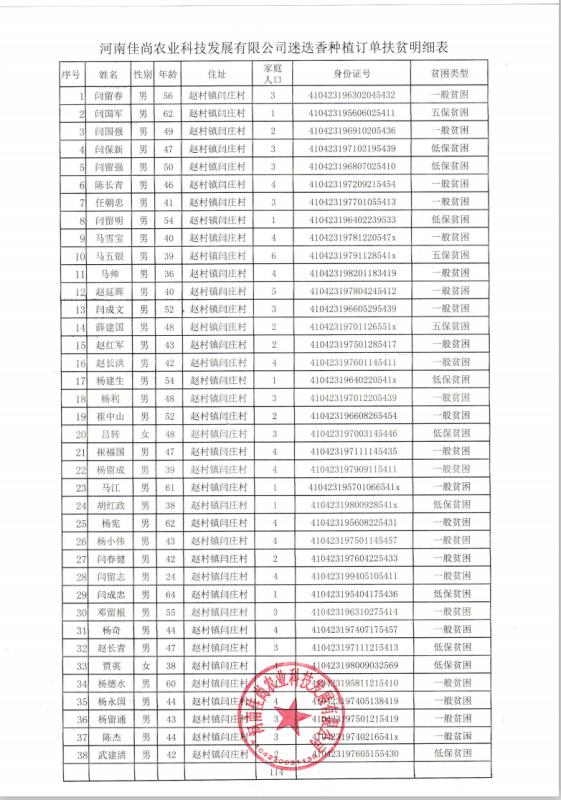 河南佳尚农业科技发展有限公司迷迭香种植订单扶贫明细表
序号 姓名 性别 年龄 住址 家庭人口 身份证号 贫困类型
1 闫留春 男 56 赵村镇闫庄村 3 410423196302045432 一般贫困
2 闫国军 男 62 赵村镇闫庄村 1 410423195606025411 五保贫困
3 闫国强 男 49 赵村镇闫庄村 2 410423196910205436 一般贫困
4 闫保新 男 47 赵村镇闫庄村 3 410423197102195439 低保贫困
5 闫留强 男 50 赵村镇闫庄村 3 410423196807025410 低保贫困
6 陈长青 男 46 赵村镇闫庄村 4 410423197209215454 一般贫困
7 任朝忠 男 41 赵村镇闫庄村 3 410423197701055413 一般贫困
8 闫留明 男 54 赵村镇闫庄村 1 410423196402239533 低保贫困
9 马雪宝 男 40 赵村镇闫庄村 4 41042319781220547x 一般贫困
10 马五银 男 39 赵村镇闫庄村 6 41042319791128541x 五保贫困
11 马帅 男 36 赵村镇闫庄村 4 410423198201183419 一般贫困
12 赵延辉 男 40 赵村镇闫庄村 5 410423197804245412 一般贫困
13 闫成文 男 52 赵村镇闫庄村 3 410423196605295439 一般贫困
14 薛建国 男 48 赵村镇闫庄村 2 41042319701126551x 五保贫困
15 赵红军 男 43 赵村镇闫庄村 2 410423197501285417 一般贫困
16 赵长洪 男 42 赵村镇闫庄村 4 410423197601145411 一般贫困
17 杨建生 男 54 赵村镇闫庄村 1 41042319640220541x 低保贫困
18 杨利 男 48 赵村镇闫庄村 3 410423197012205439 一般贫困
19 崔中山 男 52 赵村镇闫庄村 2 410423196608265454 一般贫困
20 吕转 女 48 赵村镇闫庄村 3 410423197003145446 低保贫困
21 崔福国 男 47 赵村镇闫庄村 4 410423197111145435 一般贫困
22 杨留成 男 39 赵村镇闫庄村 4 410423197909115411 一般贫困
23 马江 男 61 赵村镇闫庄村 1 410423195701066541x 一般贫困
24 胡红政 男 38 赵村镇闫庄村 1 41042319800928541x 低保贫困
25 杨宪 男 62 赵村镇闫庄村 4 410423195608225431 一般贫困
26 杨小伟 男 43 赵村镇闫庄村 4 410423197501145457 一般贫困
27 闫春健 男 42 赵村镇闫庄村 2 410423197604225433 一般贫困
28 闫留志 男 24 赵村镇闫庄村 4 410423199405105411 一般贫困
29 闫成忠 男 64 赵村镇闫庄村 1 410423195404175436 低保贫困
30 邓留根 男 55 赵村镇闫庄村 3 410423196310275414 一般贫困
31 杨奇 男 44 赵村镇闫庄村 4 410423197407175457 一般贫困
32 赵长青 男 47 赵村镇闫庄村 3 410423197111215413 低保贫困
33 贾英 女 38 赵村镇闫庄村 4 410423198009032569 低保贫困
34 杨德水 男 60 赵村镇闫庄村 410423195811215410 一般贫困
35 杨永国 男 44 赵村镇闫庄村 4 410423197405138419 一般贫困
36 杨留通 男 43 赵村镇闫庄村 3 410423197501215419 一般贫困
37 陈杰 男 44 赵村镇闫庄村 3 41042319740216541x 一般贫困
38 武建清 男 42 赵村镇闫庄村 2 410423197605155430 低保贫困
114
河南佳尚农业科技发展有限公司